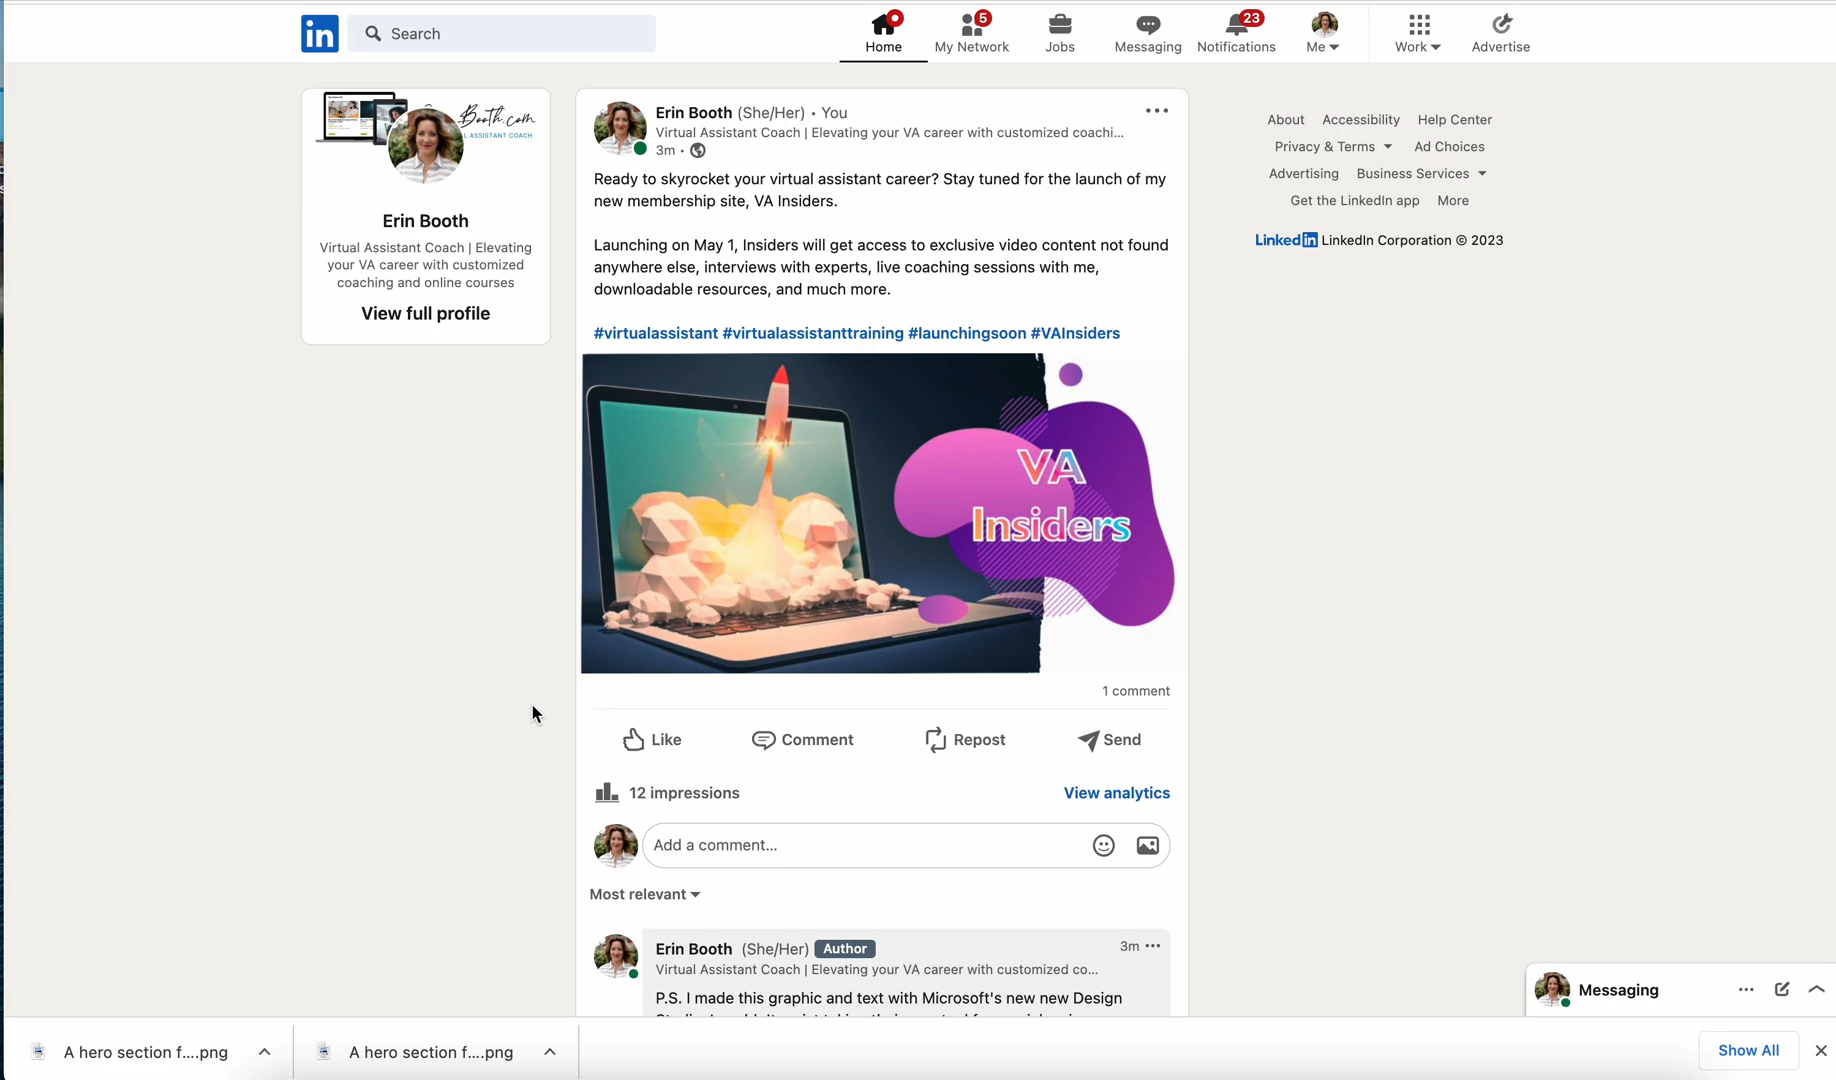 in
Search
Home
5
My Network
Jobs
Messaging
23
Notifications
Me
Work
Advertise
Booth.com
L ASSISTANT COACH
Erin Booth
Virtual Assistant Coach | Elevating
your VA career with customized
coaching and online courses
View full profile
Erin Booth (She/Her) • You
Virtual Assistant Coach | Elevating your VA career with customized coachi...
3m •
Ready to skyrocket your virtual assistant career? Stay tuned for the launch of my
new membership site, VA Insiders.
Launching on May 1, Insiders will get access to exclusive video content not found
anywhere else, interviews with experts, live coaching sessions with me,
downloadable resources, and much more.
#virtualassistant #virtualassistanttraining #launchingsoon #VAInsiders
VA
Insiders
1 comment
Like
Comment
Repost
Send
12 impressions
View analytics
Add a comment...
Most relevant
Erin Booth (She/Her) Author
3m
Virtual Assistant Coach | Elevating your VA career with customized co...
P.S. I made this graphic and text with Microsoft's new new Design
About Accessibility Help Center
Privacy & Terms Ad Choices
Advertising Business Services
Get the LinkedIn app More
LinkedIn LinkedIn Corporation © 2023
Messaging
A hero section f....png
A hero section f....png
Show All